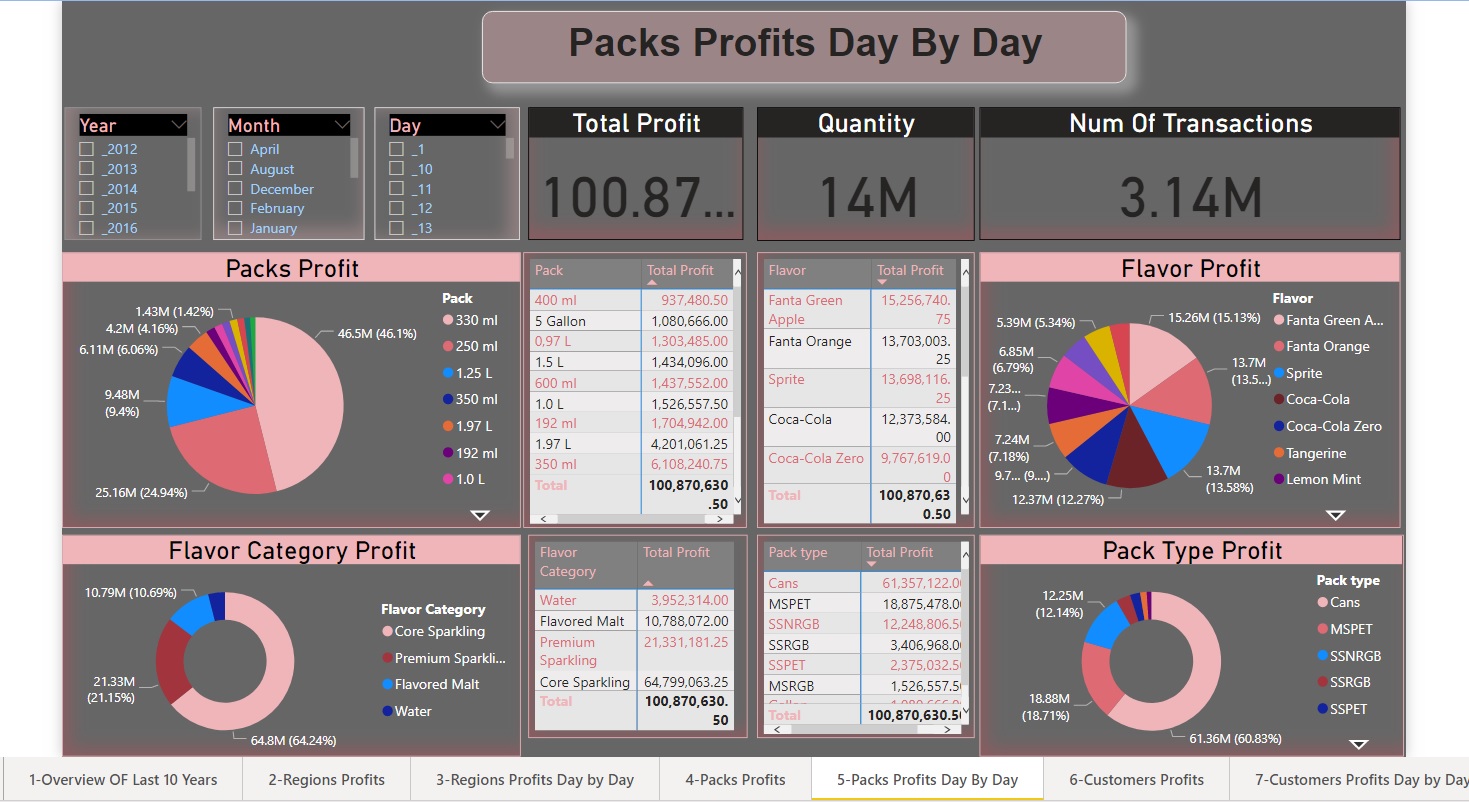 Packs Profits Day By Day
Year
_2012
_2013
_2014
_2015
_2016
Month
April
August
December
February
January
Day
_1
_10
_11
_12
_13
Total Profit
100.87...
Quantity
14M
Num Of Transactions
3.14M
Packs Profit
1.43M (1.42%)
4.2M (4.16%)
6.11M (6.06%)
9.48M
(9.4%)
25.16M (24.94%)
46.5M (46.1%)
Pack
330 ml
250 ml
1.25 L
350 ml
1.97 L
192 ml
1.0 L
Pack Total Profit
400 ml 937,480.50
5 Gallon 1,080,666.00
0.97 L 1,303,485.00
1.5 L 1,434,096.00
600 ml 1,437,552.00
1.0 L 1,526,557.50
192 ml 1,704,942.00
1.97 L 4,201,061.25
350 ml 6,108,240.75
Total 100,870,630
.50
Flavor Total Profit
Fanta Green 15,256,740.
Apple 75
Fanta Orange 13,703,003.
25
Sprite 13,698,116.
25
Coca-Cola 12,373,584.
00
Coca-Cola Zero 9,767,619.0
0
Total 100,870,63
0.50
Flavor Profit
5.39M (5.34%)
6.85M
(6.79%)
7.23...
(7.1...)
7.24M
(7.18%)
9.7... (9....)
12.37M (12.27%)
15.26M (15.13%)
13.7M
(13.5...)
13.7M
(13.58%)
Flavor
Fanta Green A...
Fanta Orange
Sprite
Coca-Cola
Coca-Cola Zero
Tangerine
Lemon Mint
Flavor Category Profit
10.79M (10.69%)
21.33M
(21.15%)
64.8M (64.24%)
Flavor Category
Core Sparkling
Premium Sparkli...
Flavored Malt
Water
Flavor Total Profit
Category
Water 3,952,314.00
Flavored Malt 10,788,072.00
Premium 21,331,181.25
Sparkling
Core Sparkling 64,799,063.25
Total 100,870,630.
50
Pack type Total Profit
Cans 61,357,122.0
MSPET 18,875,478.0
SSNRGB 12,248,806.5
SSRGB 3,406,968.0
SSPET 2,375,032.5
MSRGB 1,526,557.5
Total 100,870,630.5
Pack Type Profit
12.25M
(12.14%)
18.88M
(18.71%)
61.36M (60.83%)
Pack type
Cans
MSPET
SSNRGB
SSRGB
SSPET
1-Overview OF Last 10 Years
2-Regions Profits
3-Regions Profits Day by Day
4-Packs Profits
5-Packs Profits Day By Day
6-Customers Profits
7-Customers Profits Day by Day